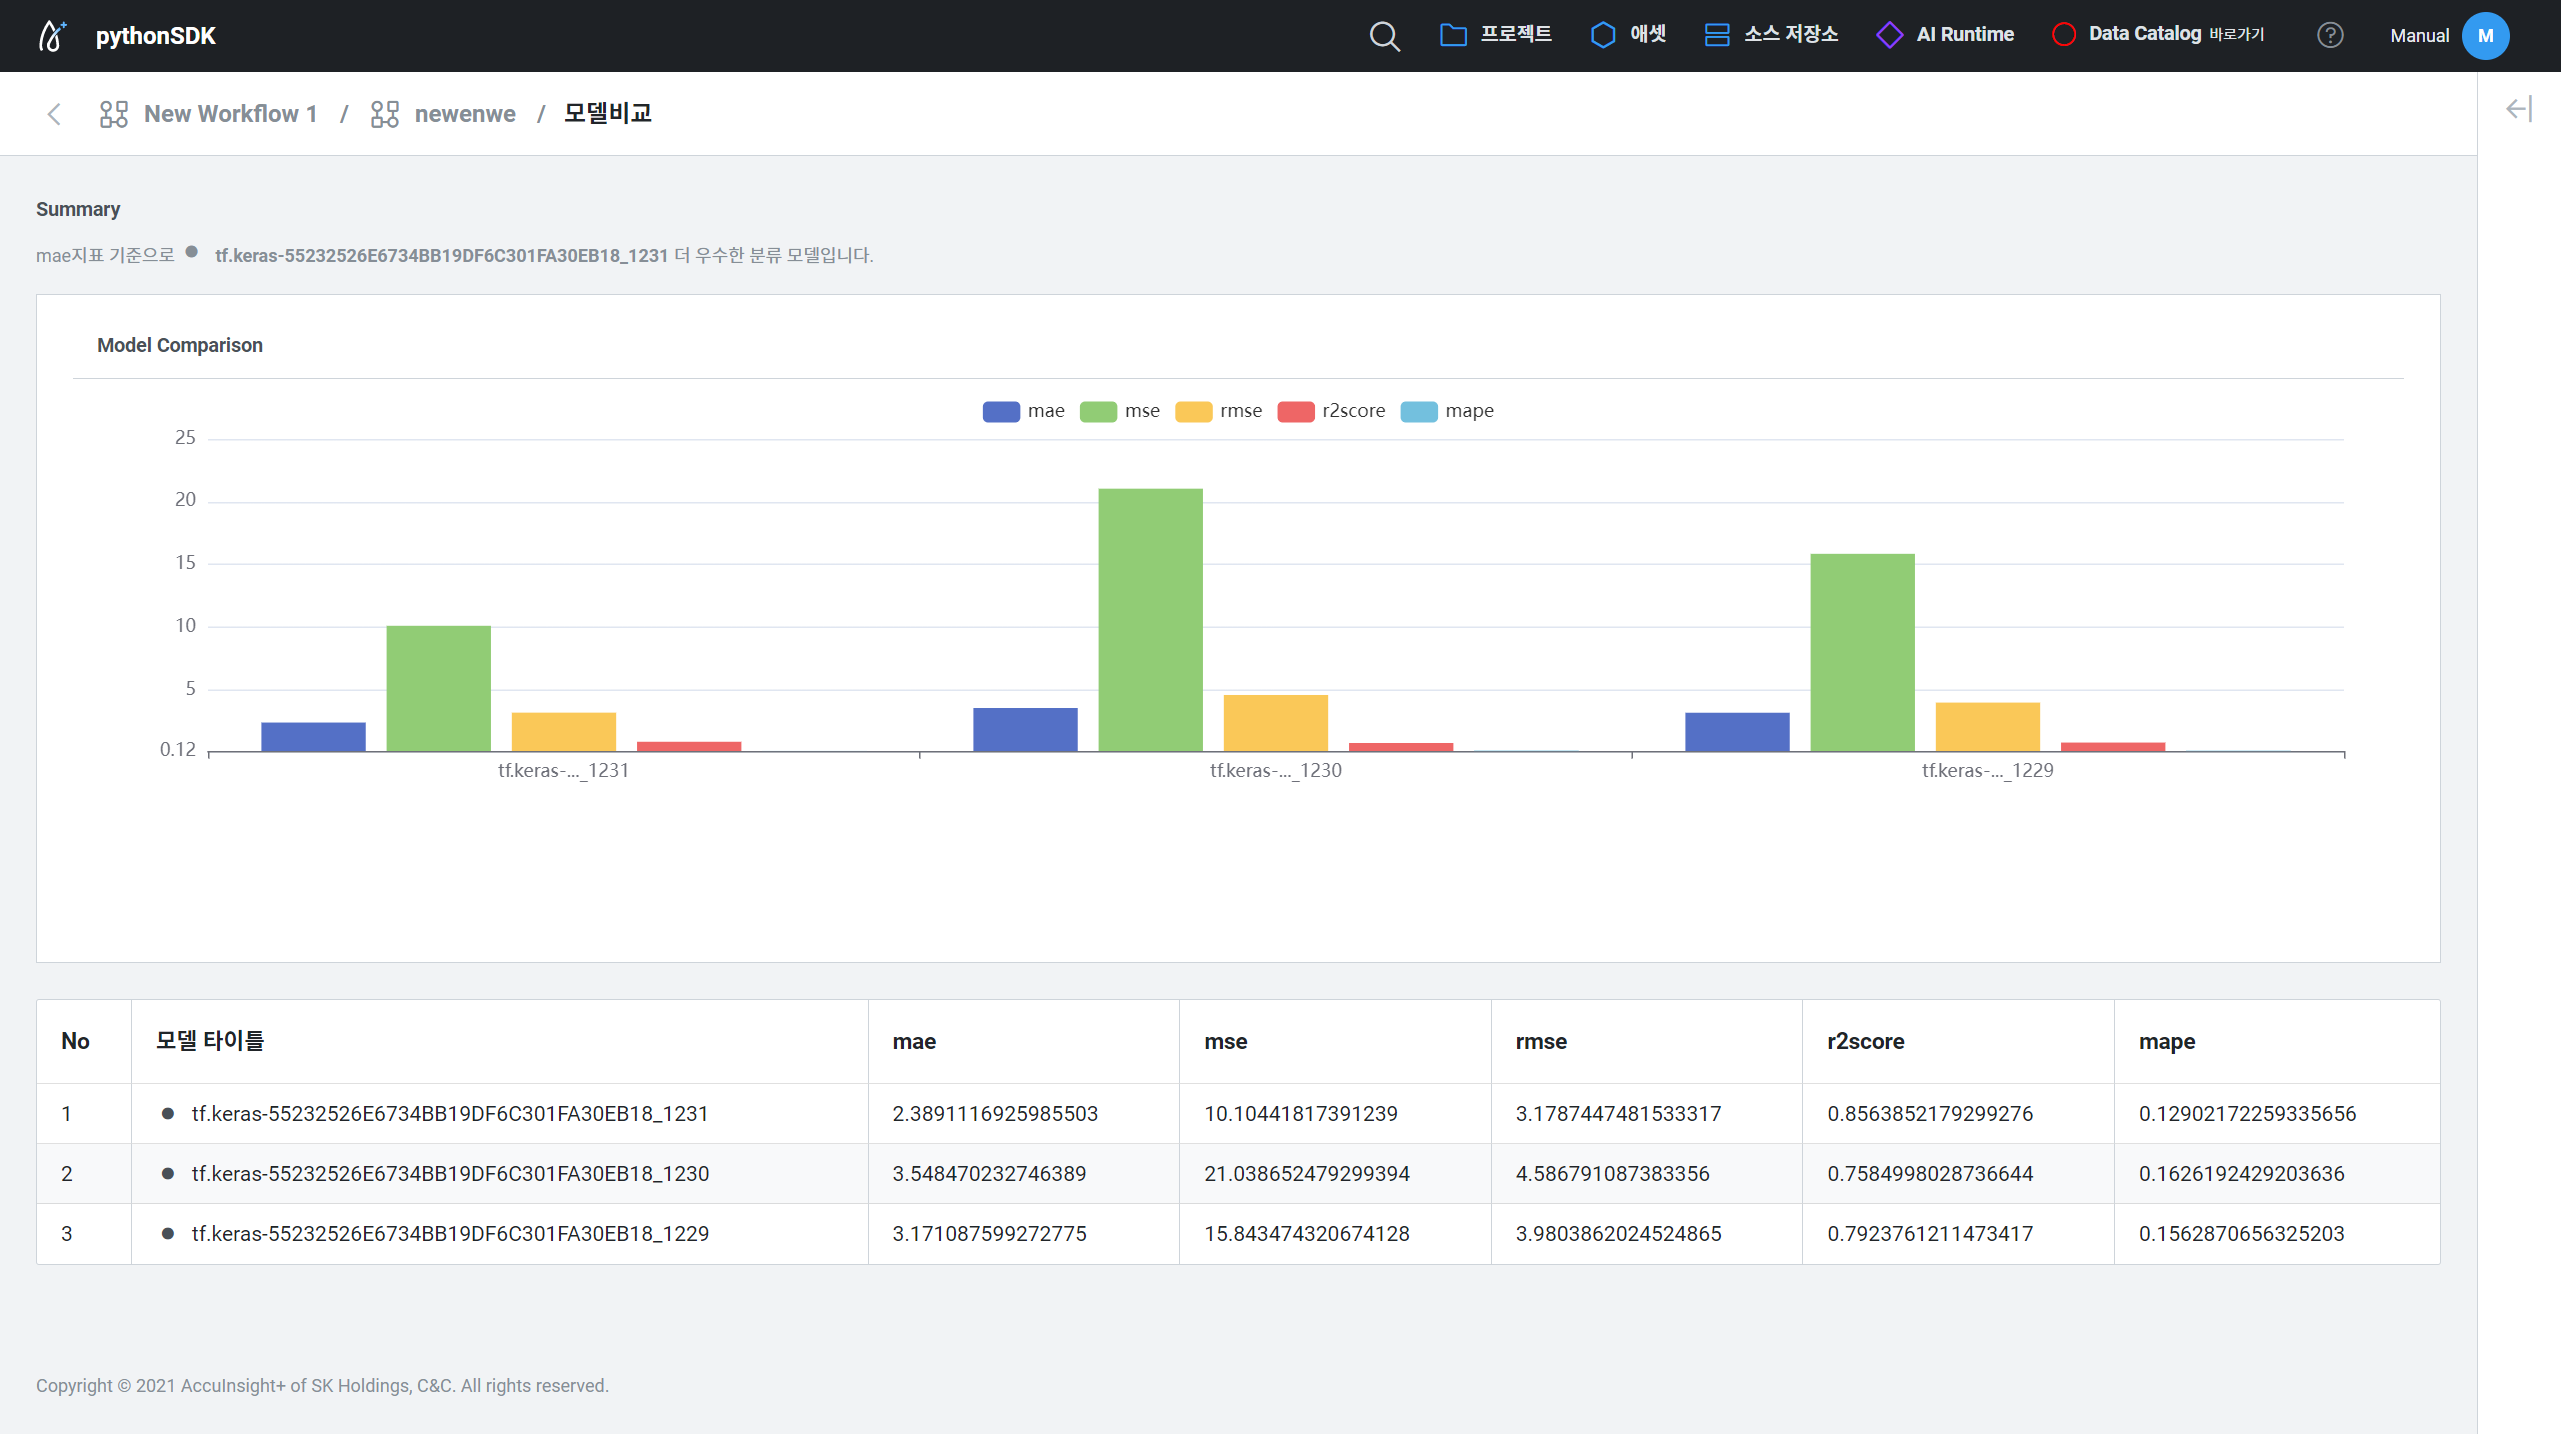 pythonSDK 프로젝트 애셋 소스 저장소 AI Runtime Data Catalog 바로가기 ? Manual M
New Workflow 1 / newenwe / 모델비교
Summary
mae지표 기준으로 ● tf.keras-55232526E6734BB19DF6C301FA30EB18_1231 더 우수한 분류 모델입니다.
Model Comparison
mae mse rmse r2score mape
25
20
15
10
5
0.12
tf.keras-..._1231 tf.keras-..._1230 tf.keras-..._1229
No 모델 타이틀 mae mse rmse r2score mape
1 ● tf.keras-55232526E6734BB19DF6C301FA30EB18_1231 2.3891116925985503 10.10441817391239 3.1787447481533317 0.8563852179299276 0.12902172259335656
2 ● tf.keras-55232526E6734BB19DF6C301FA30EB18_1230 3.548470232746389 21.038652479299394 4.586791087383356 0.7584998028736644 0.1626192429203636
3 ● tf.keras-55232526E6734BB19DF6C301FA30EB18_1229 3.171087599272775 15.843474320674128 3.9803862024524865 0.7923761211473417 0.1562870656325203
Copyright © 2021 AccuInsight+ of SK Holdings, C&C. All rights reserved.